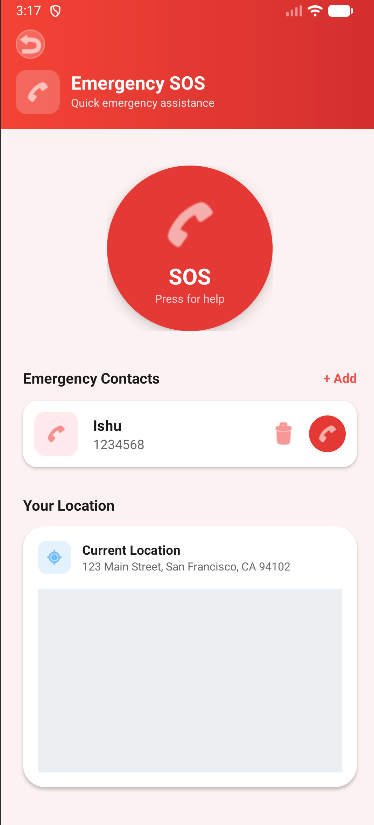 3:17
Emergency SOS
Quick emergency assistance
SOS
Press for help
Emergency Contacts
+ Add
Ishu
1234568
Your Location
Current Location
123 Main Street, San Francisco, CA 94102